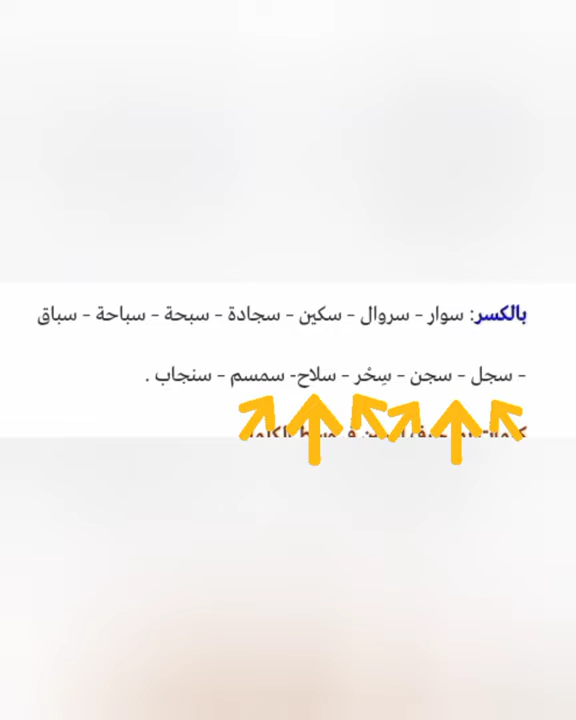 بالكسر: سوار – سروال – سكين – سجادة – سبحة – سباحة – سباق
– سجل – سجن – سِحْر – سلاح- سمسم – سنجاب .